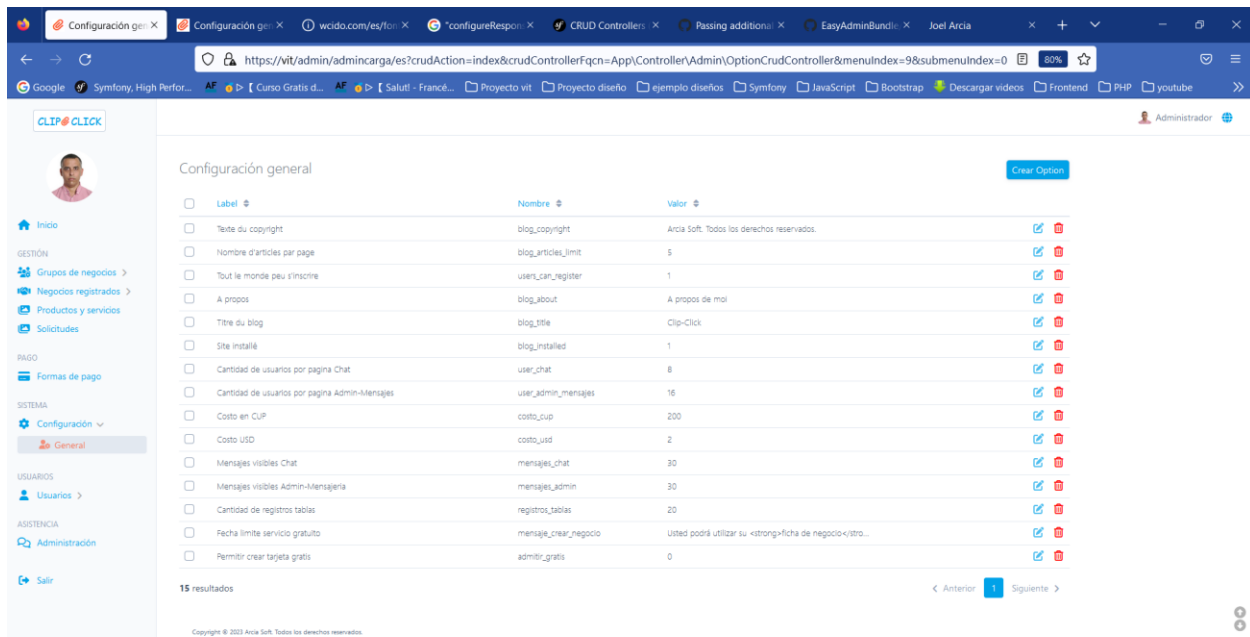 Configuración gen
Configuración gen
wcido.com/es/fon
"configureRespon
CRUD Controllers
Passing additional
EasyAdminBundle
Joel Arcia
https://vit/admin/admincarga/es?crudAction=index&crudControllerFqcn=App\Controller\Admin\OptionCrudController&menuIndex=9&submenuIndex=0
80%
Google
Symfony, High Perfor...
[ Curso Gratis d...
[ Salut! - Francé...
Proyecto vit
Proyecto diseño
ejemplo diseños
Symfony
JavaScript
Bootstrap
Descargar videos
Frontend
PHP
youtube
CLIP CLICK
Administrador
Inicio
GESTIÓN
Grupos de negocios
Negocios registrados
Productos y servicios
Solicitudes
PAGO
Formas de pago
SISTEMA
Configuración
General
USUARIOS
Usuarios
ASISTENCIA
Administración
Salir
Configuración general
Crear Option
Label Nombre Valor
Texte du copyright blog_copyright Arcia Soft. Todos los derechos reservados.
Nombre d'articles par page blog_articles_limit 5
Tout le monde peu s'inscrire users_can_register 1
A propos blog_about A propos de moi
Titre du blog blog_title Clip-Click
Site installé blog_installed 1
Cantidad de usuarios por pagina Chat user_chat 8
Cantidad de usuarios por pagina Admin-Mensajes user_admin_mensajes 16
Costo en CUP costo_cup 200
Costo USD costo_usd 2
Mensajes visibles Chat mensajes_chat 30
Mensajes visibles Admin-Mensajeria mensajes_admin 30
Cantidad de registros tablas registros_tablas 20
Fecha limite servicio gratuito mensaje_crear_negocio Usted podrá utilizar su <strong>ficha de negocio</stro...
Permitir crear tarjeta gratis admitir_gratis 0
15 resultados
Anterior 1 Siguiente
Copyright © 2023 Arcia Soft. Todos los derechos reservados.